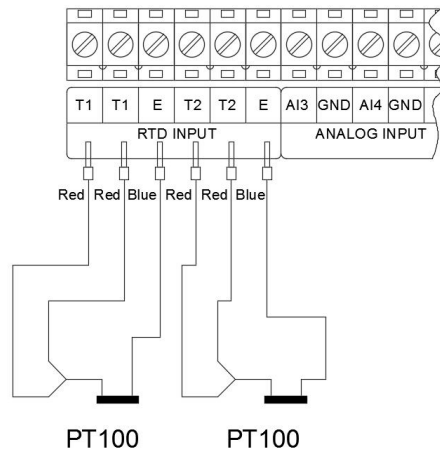 T1 T1 E T2 T2 E AI3 GND AI4 GND
RTD INPUT ANALOG INPUT
Red Red Blue Red Red Blue
PT100 PT100